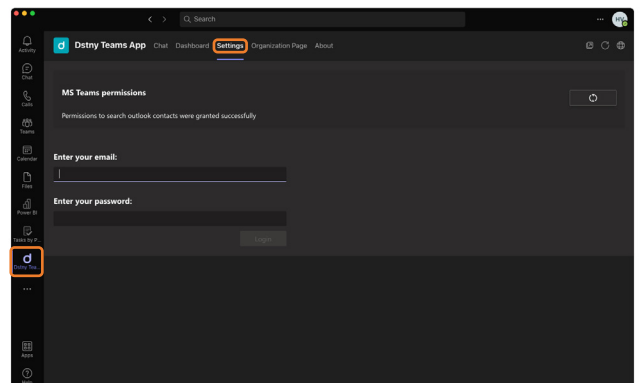 Search
HV
Activity
Chat
Calls
Teams
Calendar
Files
Power BI
Tasks by P...
Dstny Tea...
Apps
Help
d Dstny Teams App Chat Dashboard Settings Organization Page About
MS Teams permissions
Permissions to search outlook contacts were granted successfully
Enter your email:
Enter your password:
Login